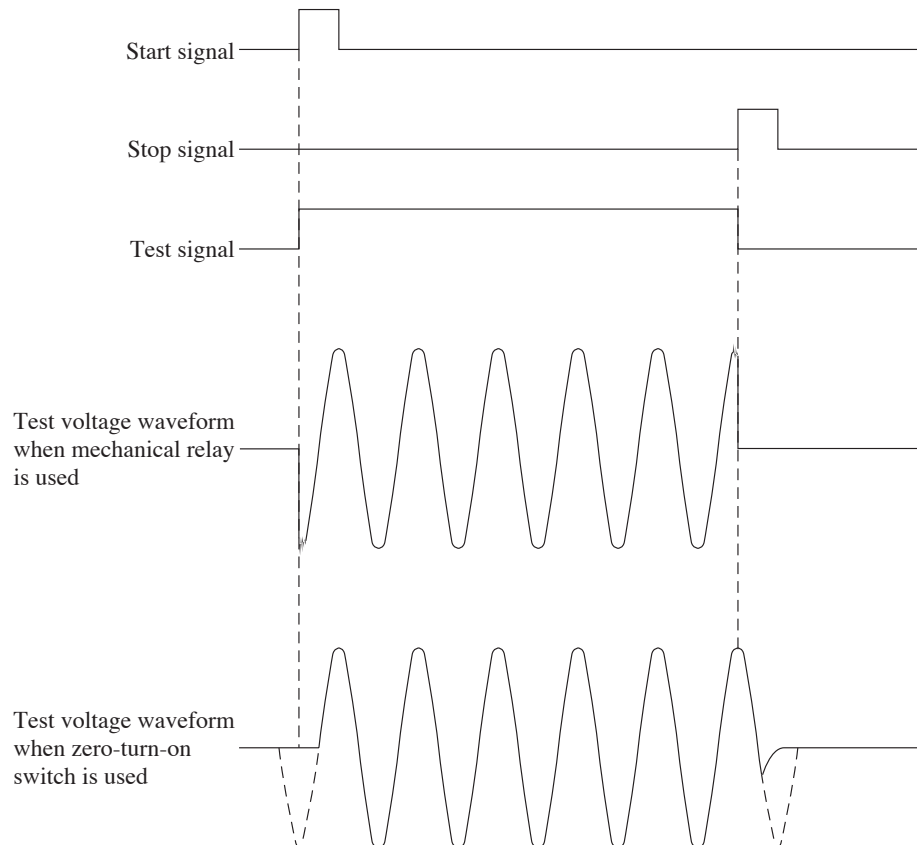 Start signal
Stop signal
Test signal
Test voltage waveform
when mechanical relay
is used
Test voltage waveform
when zero-turn-on
switch is used